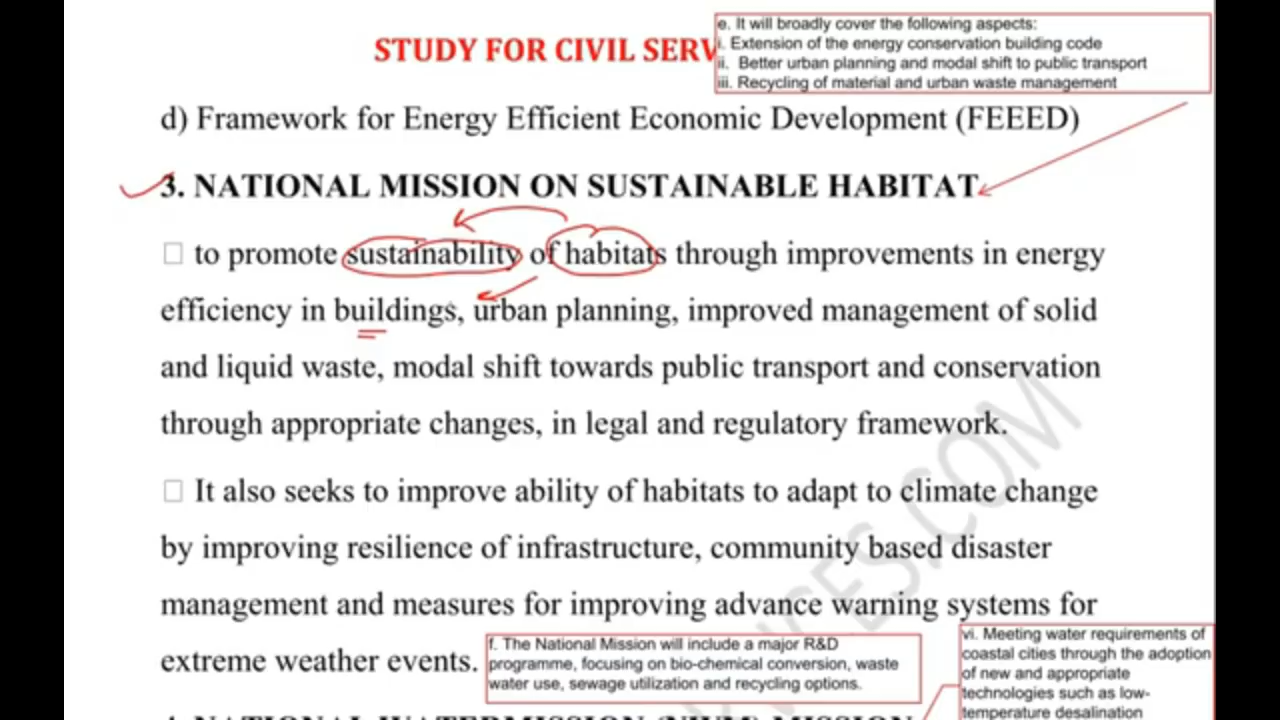 STUDY FOR CIVIL SERV
e. It will broadly cover the following aspects:
i. Extension of the energy conservation building code
ii. Better urban planning and modal shift to public transport
iii. Recycling of material and urban waste management
d) Framework for Energy Efficient Economic Development (FEEED)
3. NATIONAL MISSION ON SUSTAINABLE HABITAT
to promote sustainability of habitats through improvements in energy
efficiency in buildings, urban planning, improved management of solid
and liquid waste, modal shift towards public transport and conservation
through appropriate changes, in legal and regulatory framework.
It also seeks to improve ability of habitats to adapt to climate change
by improving resilience of infrastructure, community based disaster
management and measures for improving advance warning systems for
extreme weather events.
f. The National Mission will include a major R&D
programme, focusing on bio-chemical conversion, waste
water use, sewage utilization and recycling options.
vi. Meeting water requirements of
coastal cities through the adoption
of new and appropriate
technologies such as low-
temperature desalination
4. NATIONAL WATERMISSION (NWM) MISSION
VICES.COM